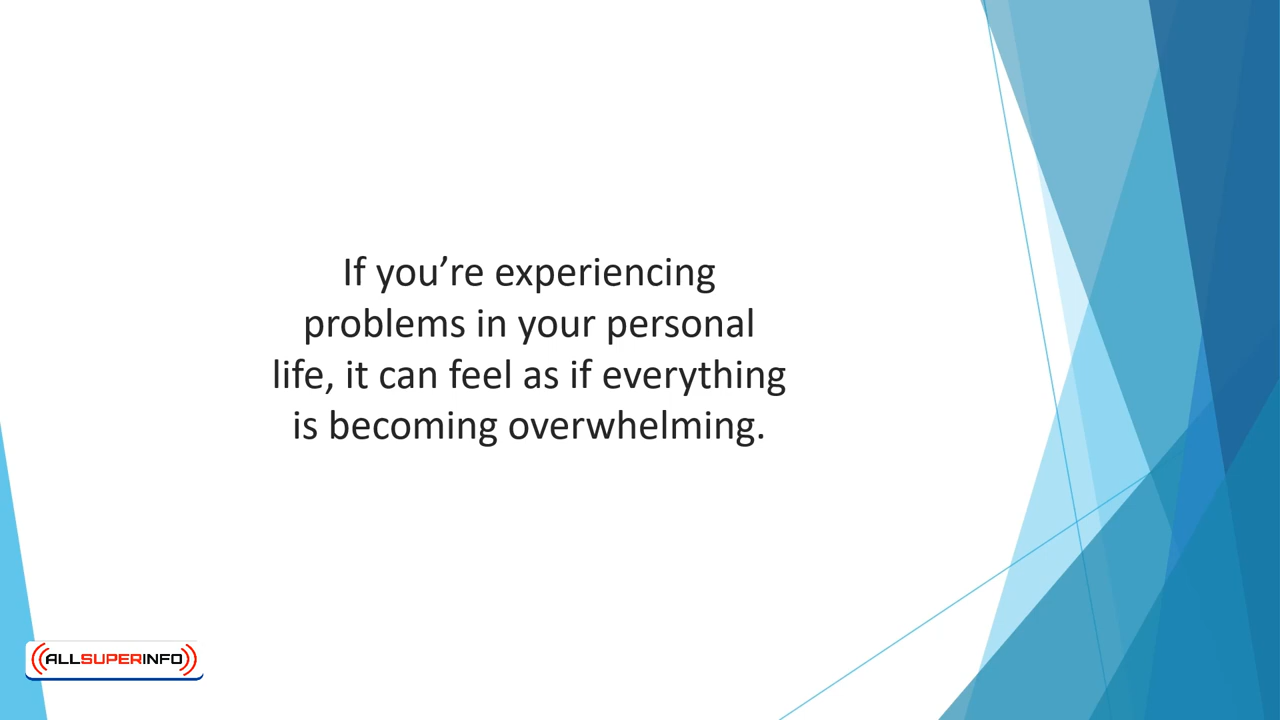 If you’re experiencing
problems in your personal
life, it can feel as if everything
is becoming overwhelming.
ALLSUPERINFO